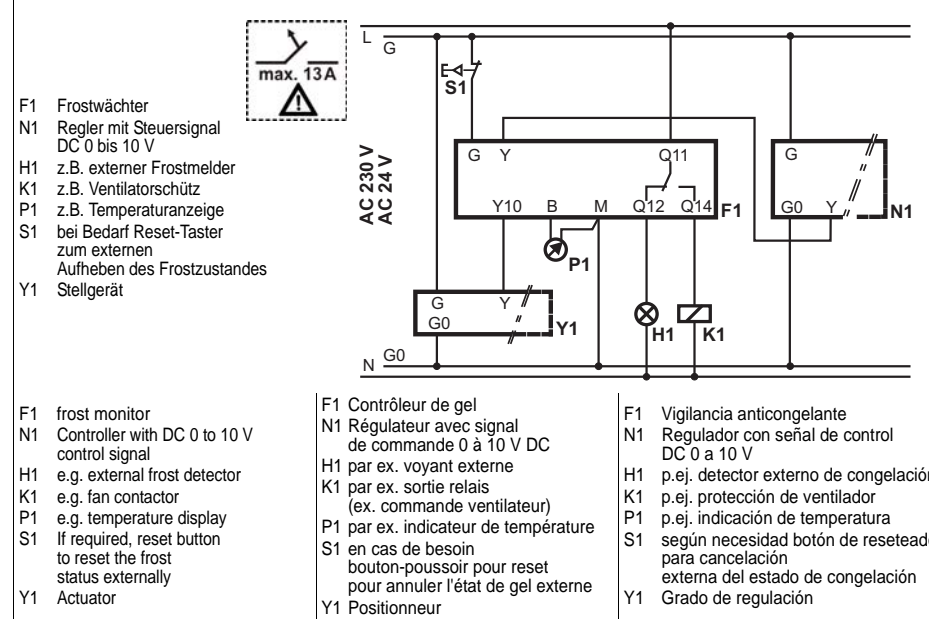 max. 13A
F1 Frostwächter
N1 Regler mit Steuersignal
DC 0 bis 10 V
H1 z.B. externer Frostmelder
K1 z.B. Ventilatorschütz
P1 z.B. Temperaturanzeige
S1 bei Bedarf Reset-Taster
zum externen
Aufheben des Frostzustandes
Y1 Stellgerät
L
G
S1
AC 230 V
AC 24 V
G Y Q11
Y10 B M Q12 Q14
F1
G
G0 Y
N1
P1
G Y
G0
Y1
H1
K1
N
G0
F1 frost monitor
N1 Controller with DC 0 to 10 V
control signal
H1 e.g. external frost detector
K1 e.g. fan contactor
P1 e.g. temperature display
S1 If required, reset button
to reset the frost
status externally
Y1 Actuator
F1 Contrôleur de gel
N1 Régulateur avec signal
de commande 0 à 10 V DC
H1 par ex. voyant externe
K1 par ex. sortie relais
(ex. commande ventilateur)
P1 par ex. indicateur de température
S1 en cas de besoin
bouton-poussoir pour reset
pour annuler l'état de gel externe
Y1 Positionneur
F1 Vigilancia anticongelante
N1 Regulador con señal de control
DC 0 a 10 V
H1 p.ej. detector externo de congelación
K1 p.ej. protección de ventilador
P1 p.ej. indicación de temperatura
S1 según necesidad botón de resetead
para cancelación
externa del estado de congelación
Y1 Grado de regulación